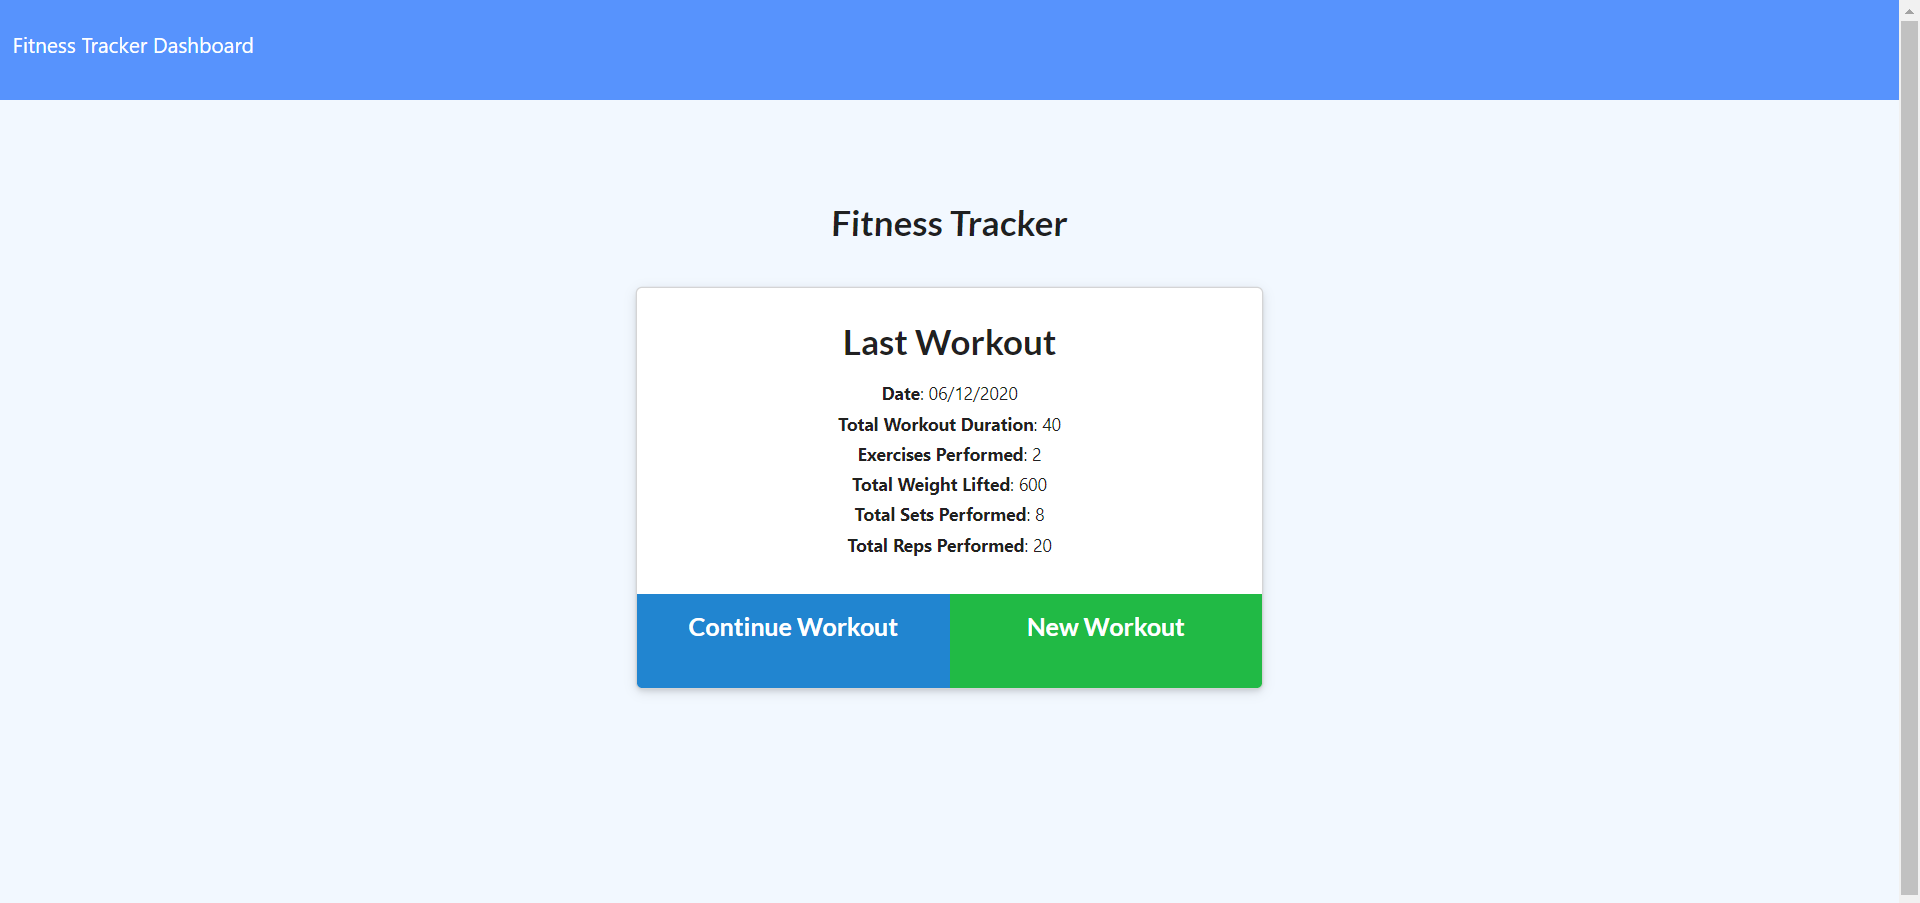 Fitness Tracker Dashboard
Fitness Tracker
Last Workout
Date: 06/12/2020
Total Workout Duration: 40
Exercises Performed: 2
Total Weight Lifted: 600
Total Sets Performed: 8
Total Reps Performed: 20
Continue Workout
New Workout